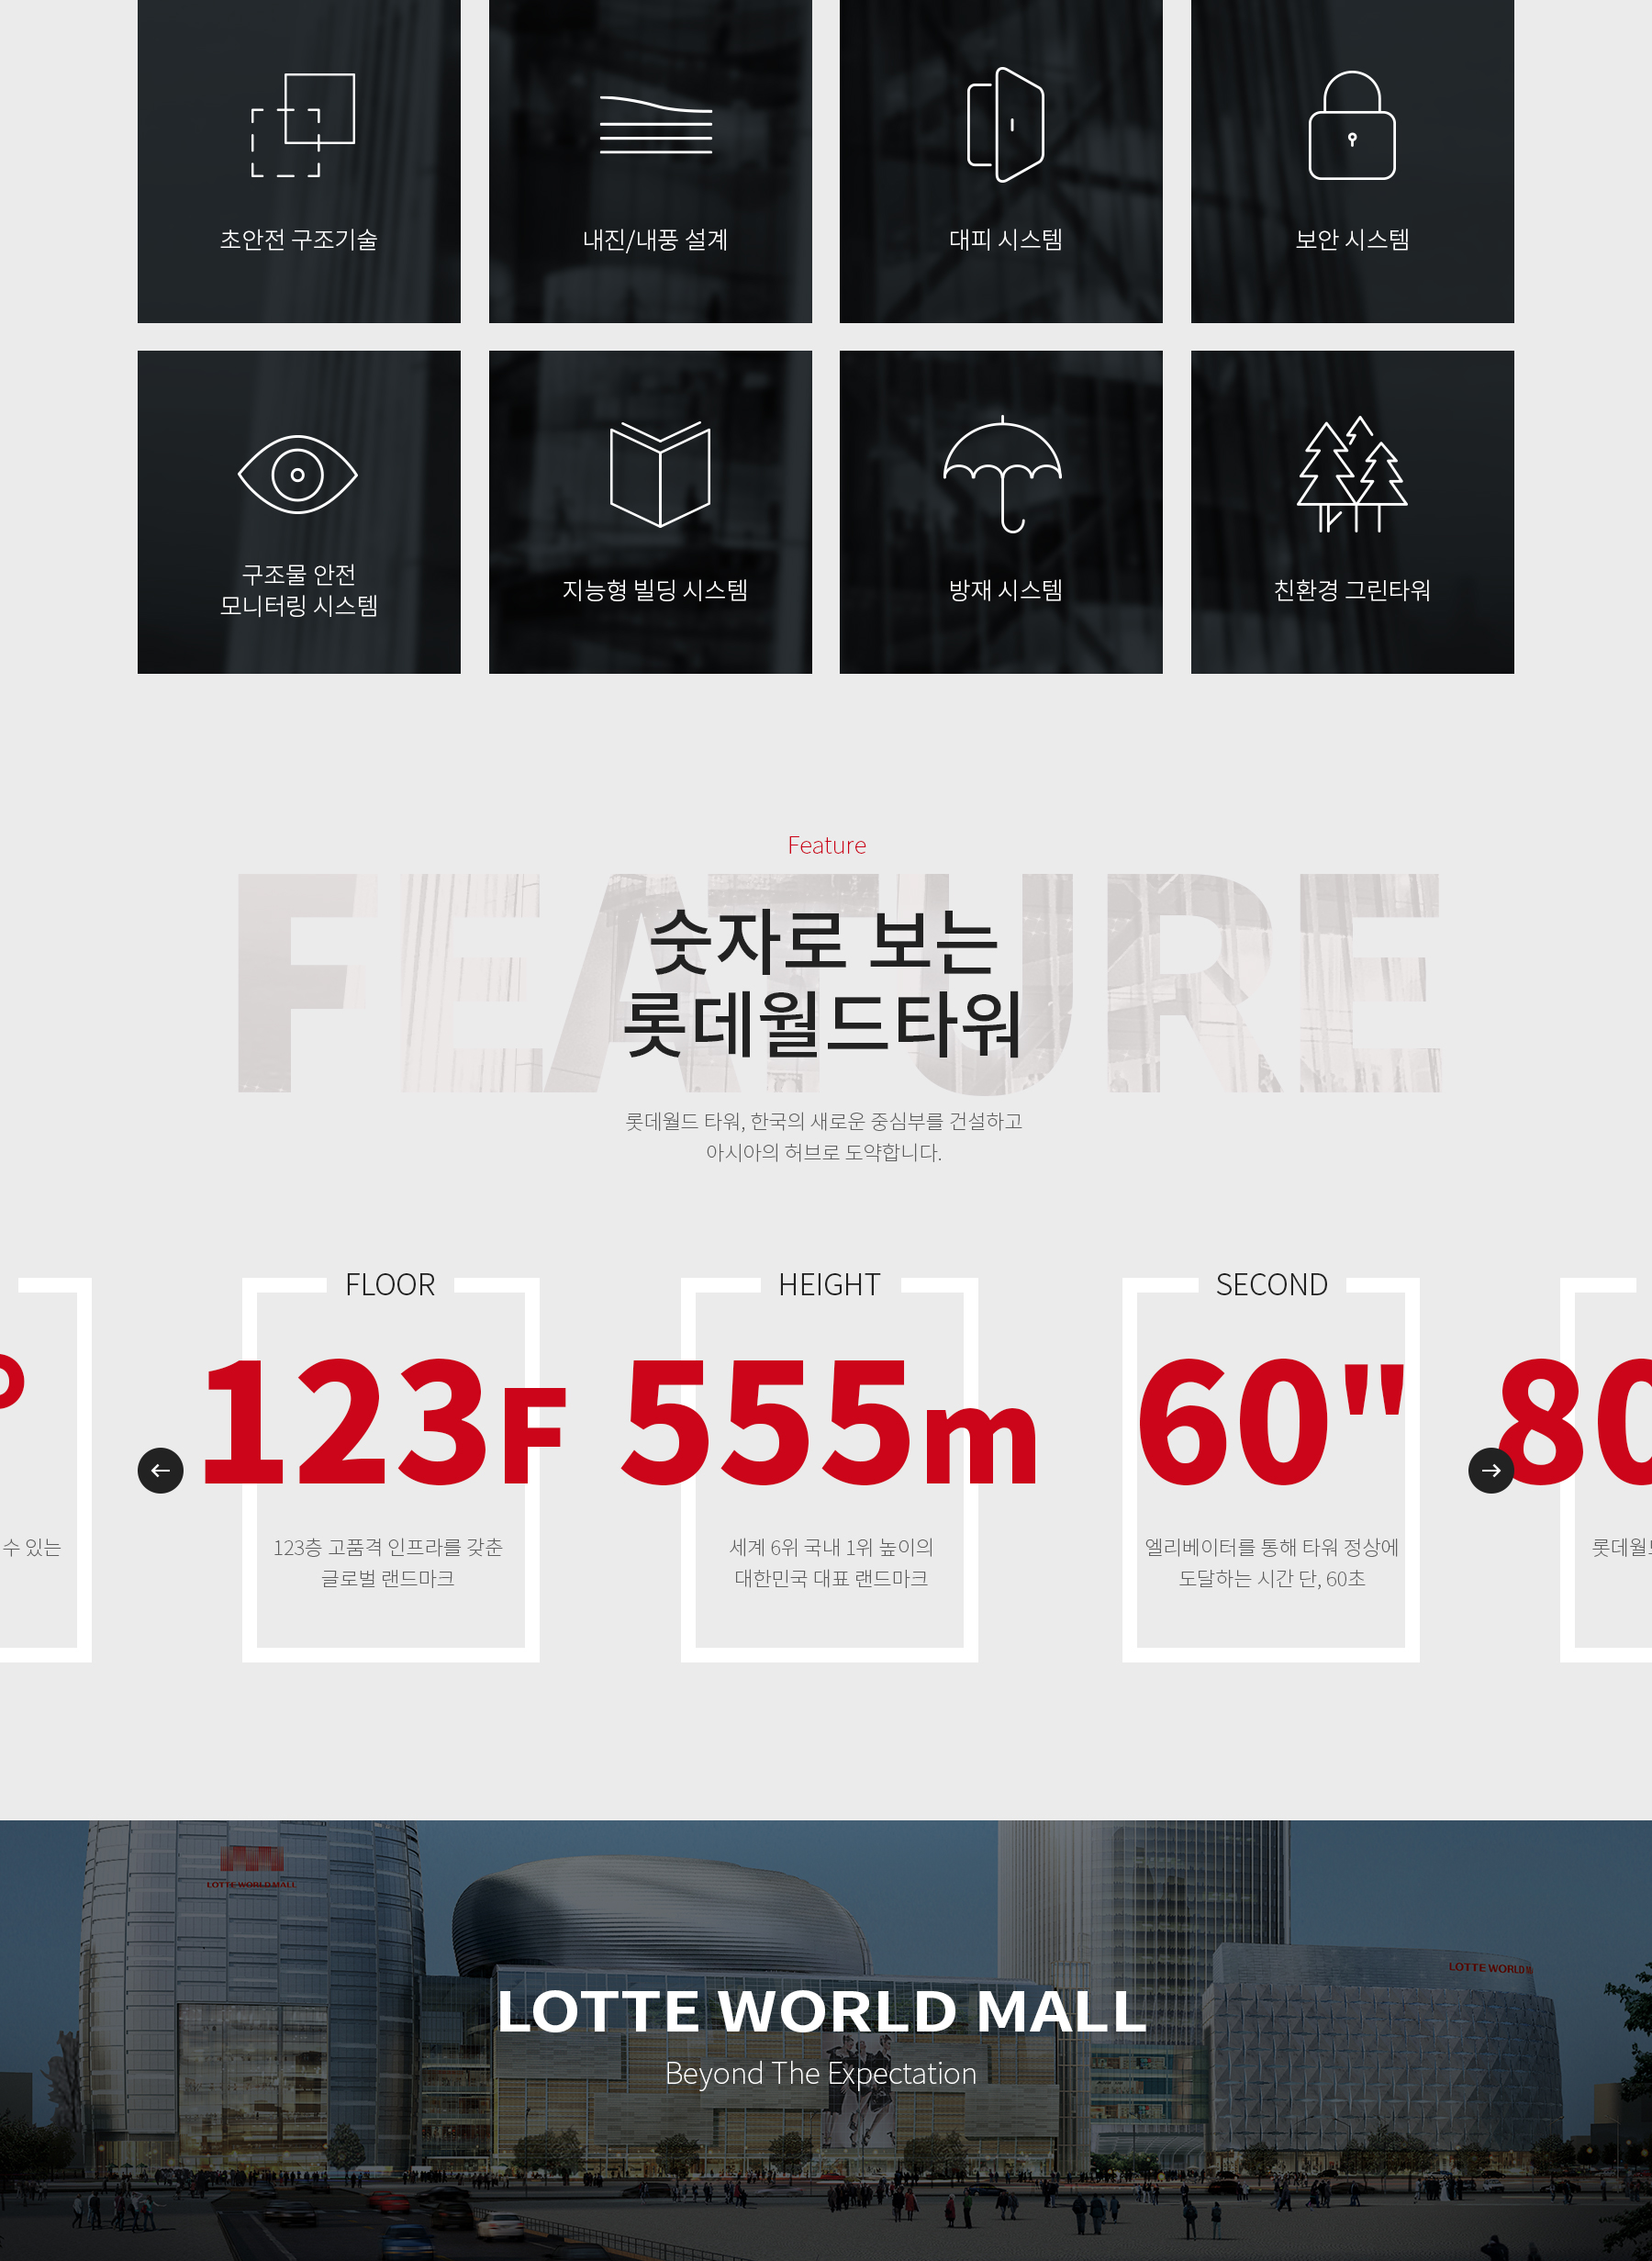 초안전 구조기술
내진/내풍 설계
대피 시스템
보안 시스템
구조물 안전
모니터링 시스템
지능형 빌딩 시스템
방재 시스템
친환경 그린타워
Feature
FEATURE
숫자로 보는
롯데월드타워
롯데월드 타워, 한국의 새로운 중심부를 건설하고
아시아의 허브로 도약합니다.
°
수 있는
FLOOR
123F
123층 고품격 인프라를 갖춘
글로벌 랜드마크
HEIGHT
555m
세계 6위 국내 1위 높이의
대한민국 대표 랜드마크
SECOND
60"
엘리베이터를 통해 타워 정상에
도달하는 시간 단, 60초
80
롯데월
LOTTE WORLD MALL
LOTTE WORLD
LOTTE WORLD MALL
Beyond The Expectation